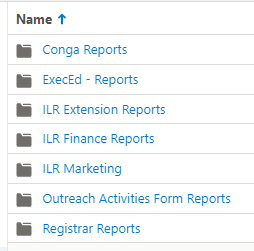 Name ↑
Conga Reports
ExecEd - Reports
ILR Extension Reports
ILR Finance Reports
ILR Marketing
Outreach Activities Form Reports
Registrar Reports